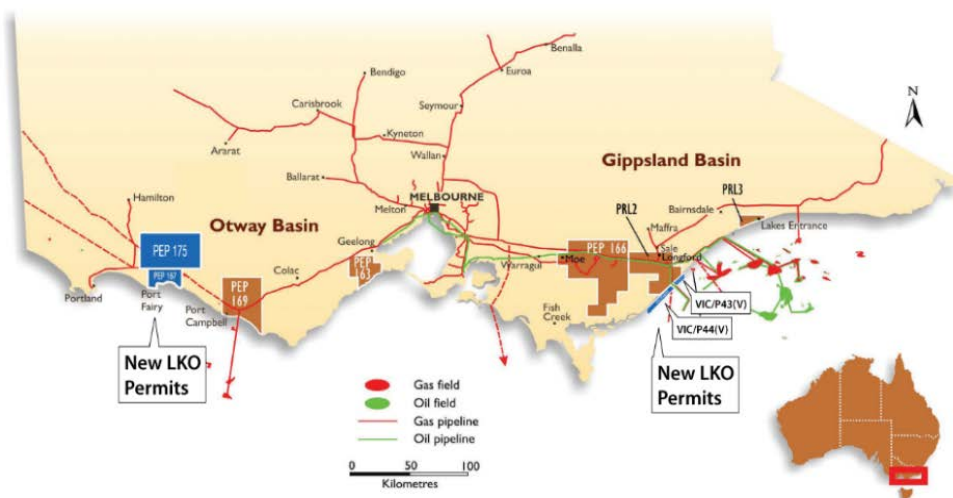 Benalla
Euroa
Bendigo
Seymour
Carisbrook
Kyneton
Ararat
Wallan
Ballarat
N
Gippsland Basin
Hamilton
MELBOURNE
Melton
Otway Basin
PRL3
Bairnsdale
Lakes Entrance
PRL2
Maffra
Geelong
PEP 175
PEP 166
Sale
Longford
Warragul
Moe
PEP
63
Colac
PEP
169
Portland
Port
Fairy
Port
Campbell
Fish
Creek
VIC/P43(V)
VIC/P44(V)
New LKO
Permits
New LKO
Permits
Gas field
Oil field
Gas pipeline
Oil pipeline
0 50 100
Kilometres